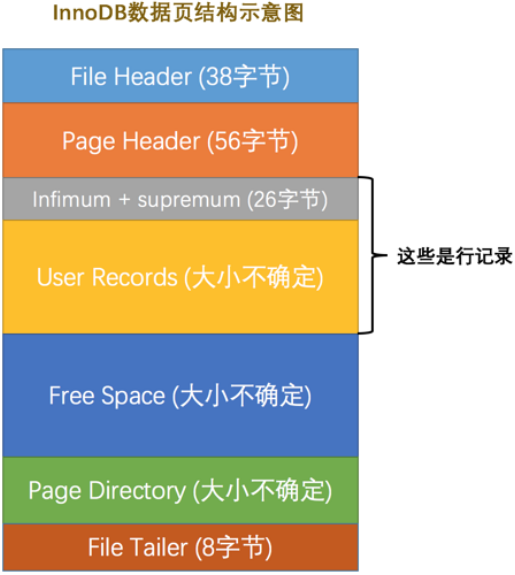 InnoDB数据页结构示意图
File Header (38字节)
Page Header (56字节)
Infimum + supremum (26字节)
User Records (大小不确定)
这些是行记录
Free Space (大小不确定)
Page Directory (大小不确定)
File Tailer (8字节)